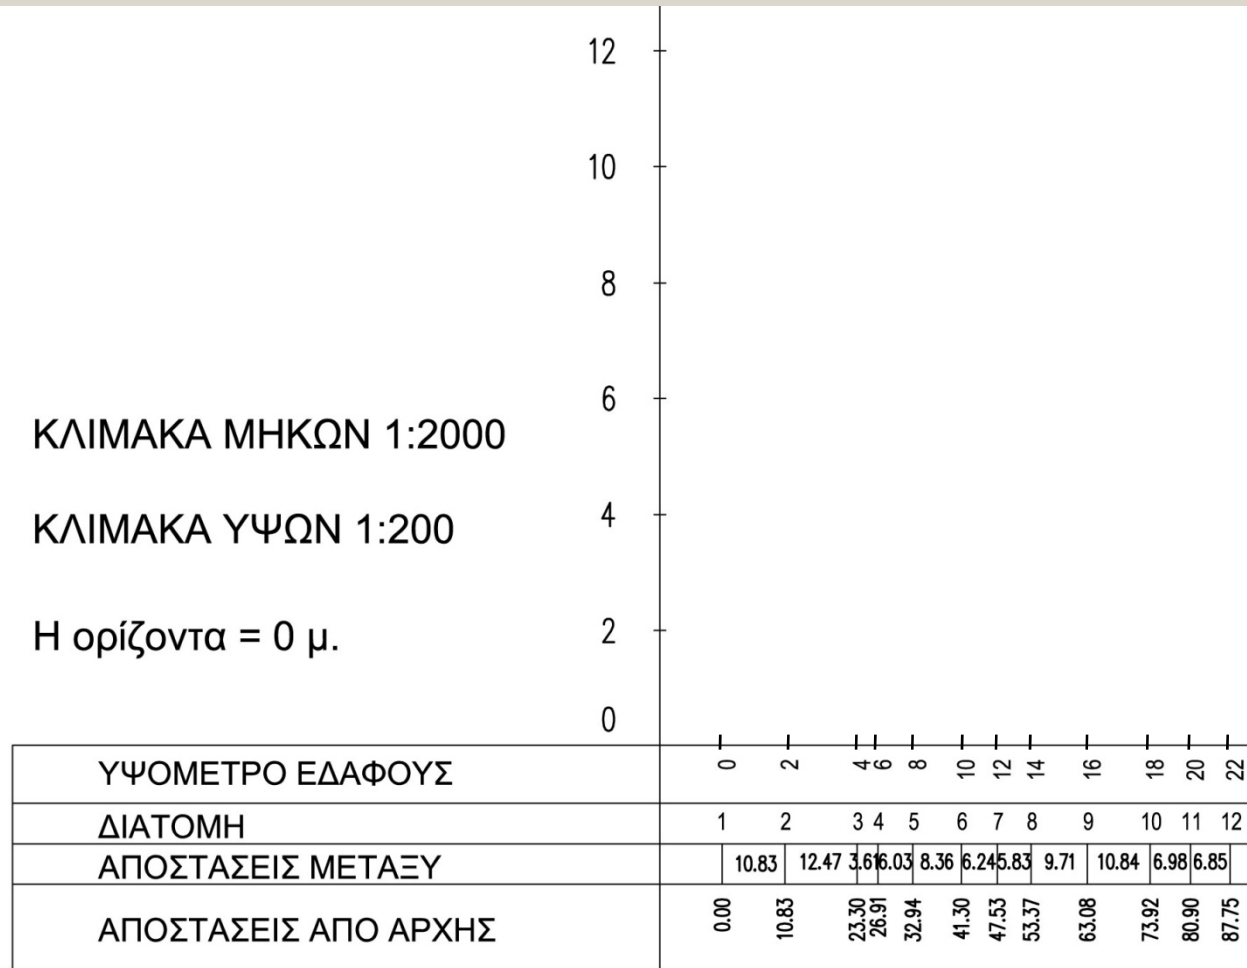 12
10
8
6
ΚΛΙΜΑΚΑ ΜΗΚΩΝ 1:2000
4
ΚΛΙΜΑΚΑ ΥΨΩΝ 1:200
2
Η ορίζοντα = 0 μ.
0
ΥΨΟΜΕΤΡΟ ΕΔΑΦΟΥΣ 0 2 4 6 8 10 12 14 16 18 20 22
ΔΙΑΤΟΜΗ 1 2 3 4 5 6 7 8 9 10 11 12
ΑΠΟΣΤΑΣΕΙΣ ΜΕΤΑΞΥ 10.83 12.47 3.61 6.03 8.36 6.24 5.83 9.71 10.84 6.98 6.85
ΑΠΟΣΤΑΣΕΙΣ ΑΠΟ ΑΡΧΗΣ 0.00 10.83 23.30 26.91 32.94 41.30 47.53 53.37 63.08 73.92 80.90 87.75